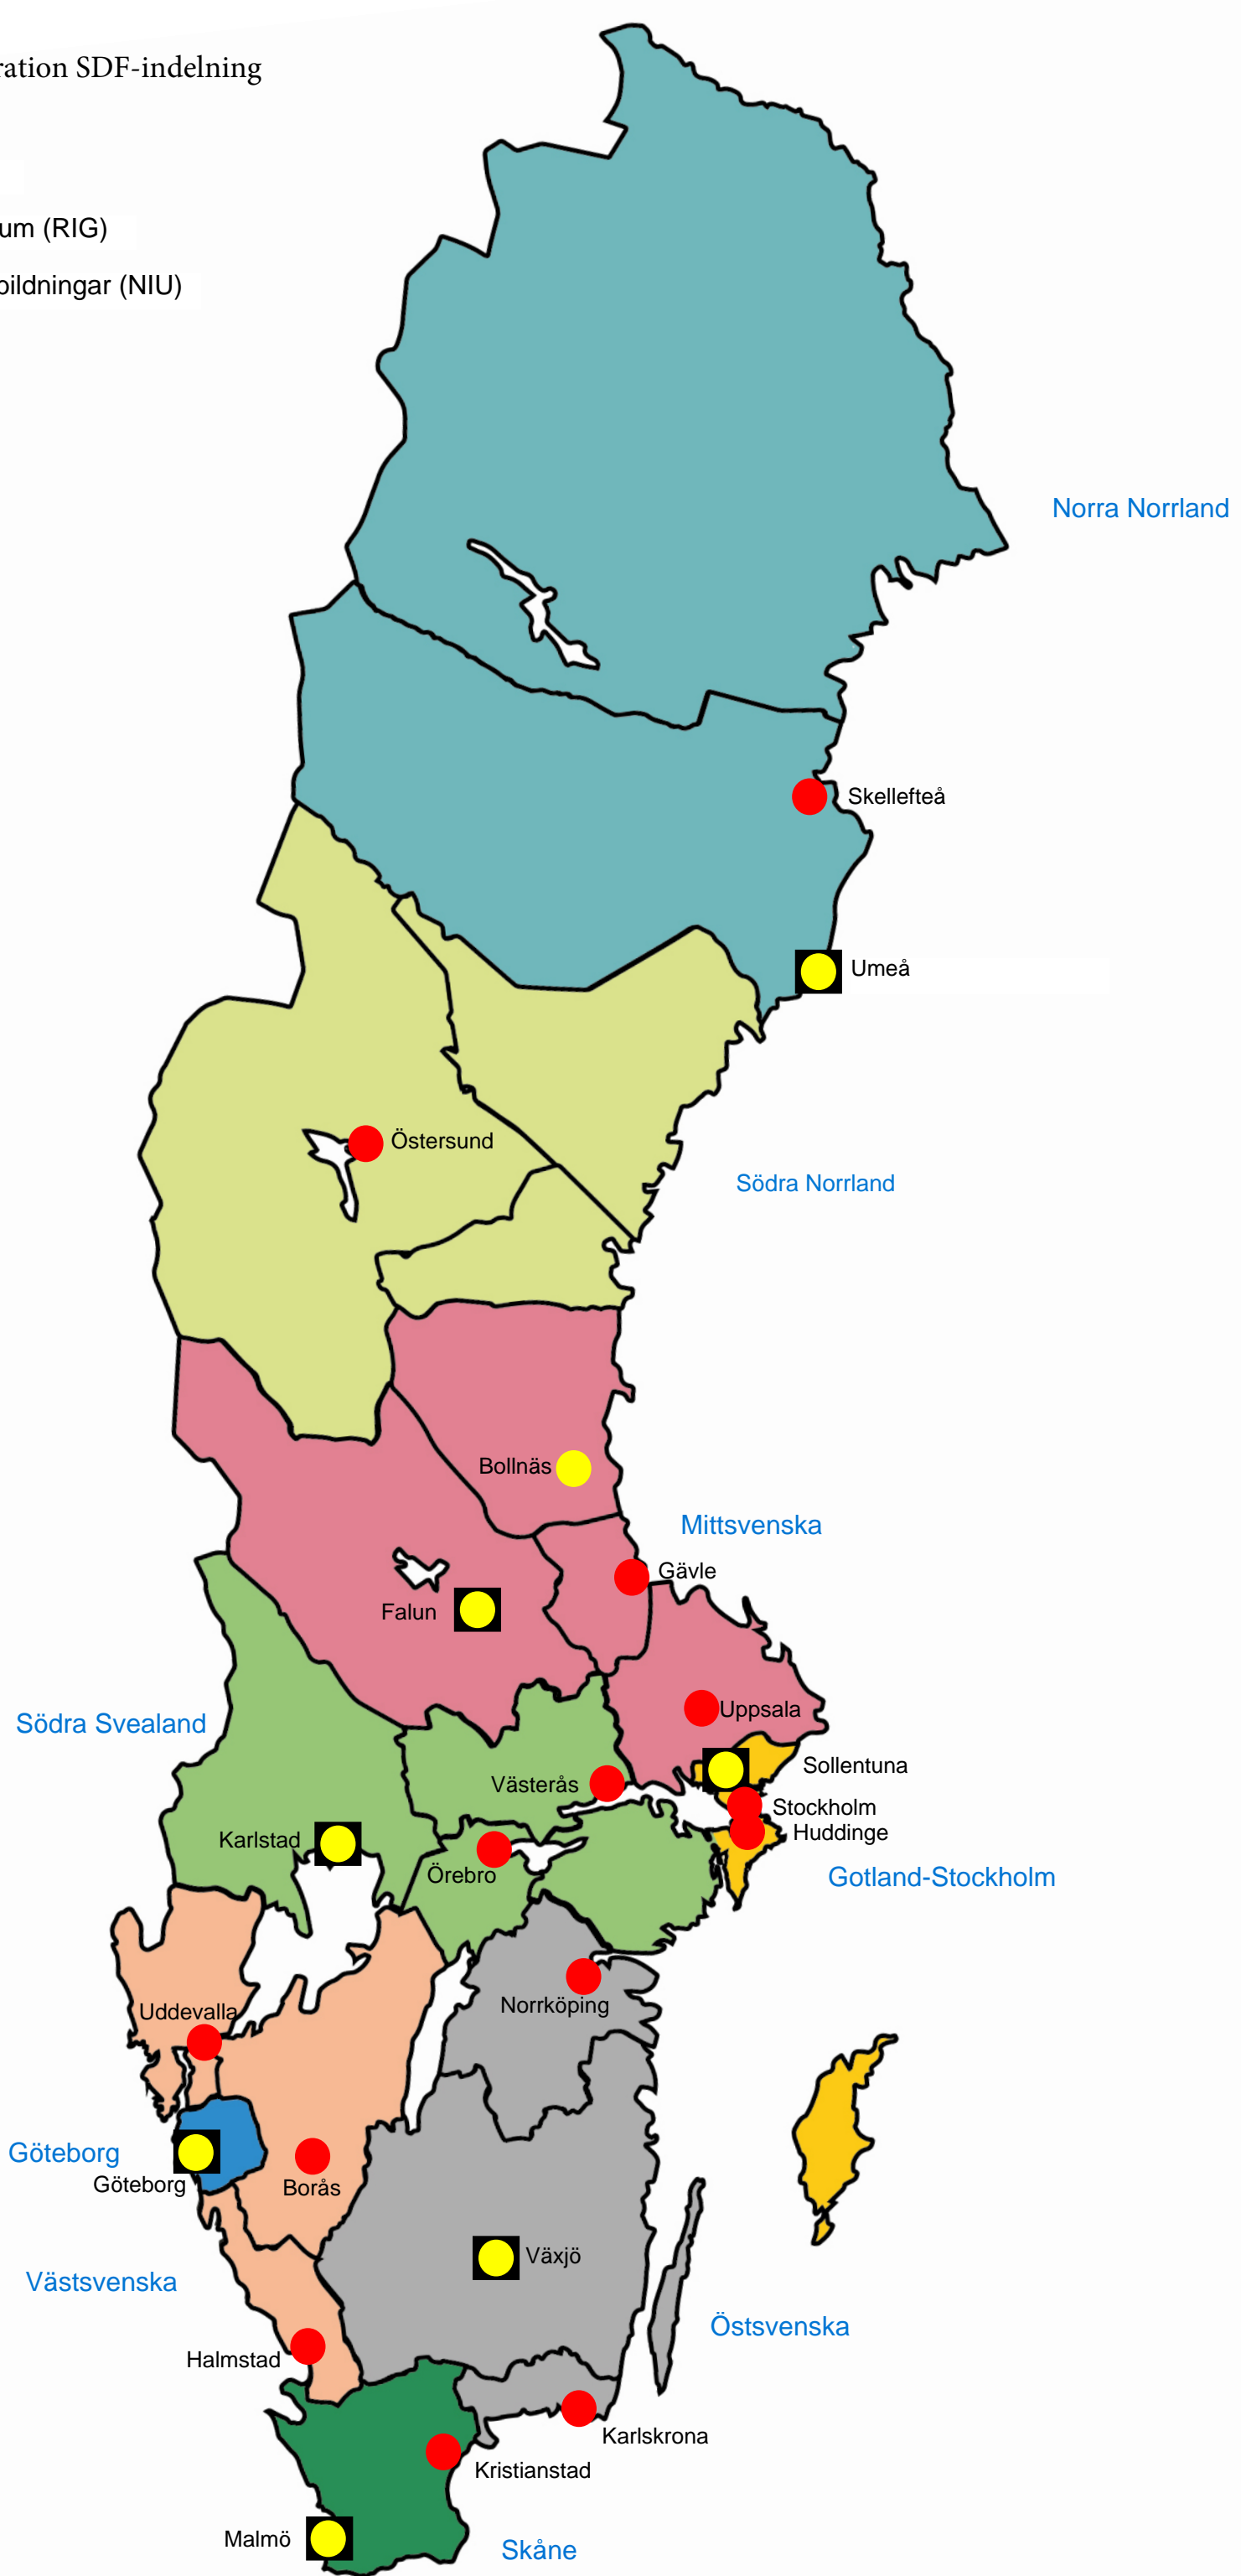 ration SDF-indelning
um (RIG)
bildningar (NIU)
Norra Norrland
Skellefteå
Umeå
Östersund
Södra Norrland
Bollnäs
Mittsvenska
Gävle
Falun
Uppsala
Södra Svealand
Sollentuna
Västerås
Stockholm
Huddinge
Karlstad
Örebro
Gotland-Stockholm
Norrköping
Uddevalla
Göteborg
Göteborg
Borås
Växjö
Västsvenska
Östsvenska
Halmstad
Karlskrona
Kristianstad
Malmö
Skåne